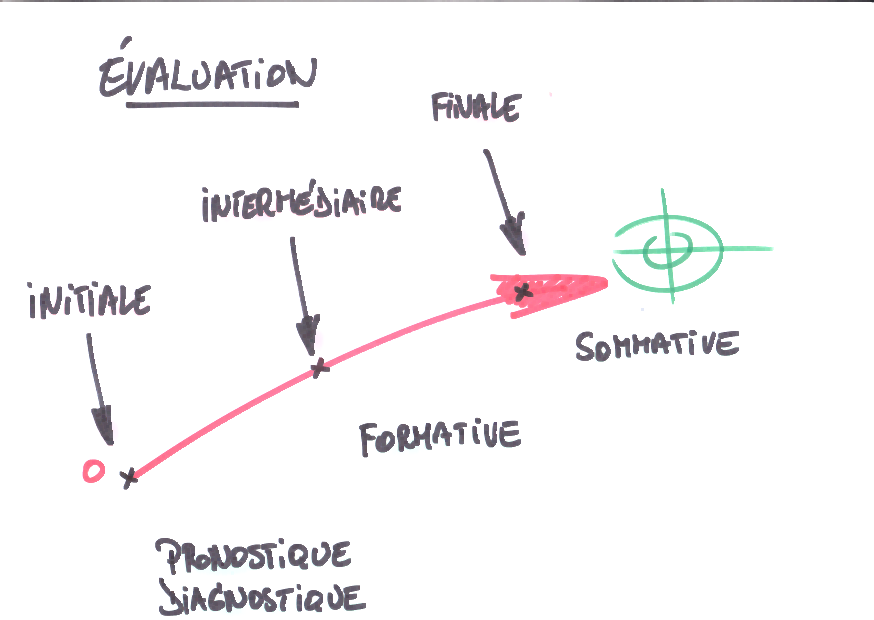 ÉVALUATION
FINALE
INTERMÉDIAIRE
INITIALE
SOMMATIVE
FORMATIVE
PRONOSTIQUE
DIAGNOSTIQUE